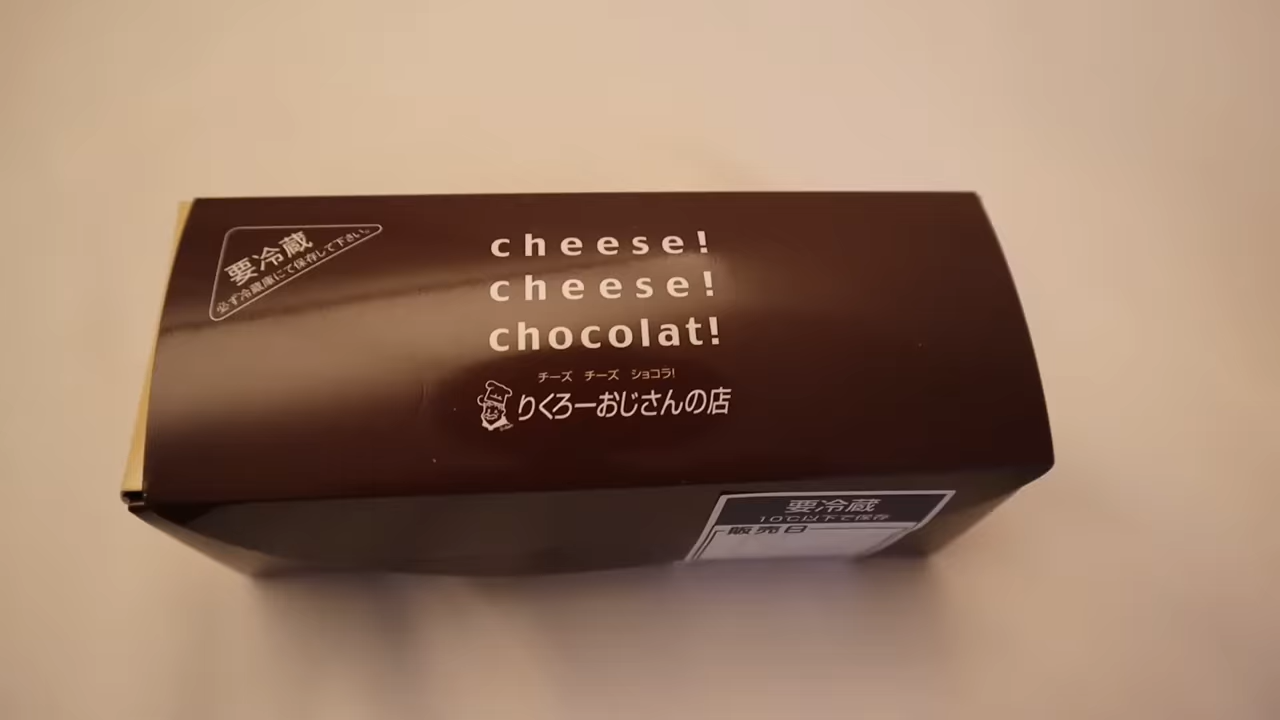 要冷蔵
必ず冷蔵庫にて保存して下さい。
cheese!
cheese!
chocolat!
チーズ チーズ ショコラ!
りくろーおじさんの店
要冷蔵
10℃以下で保存
販売日